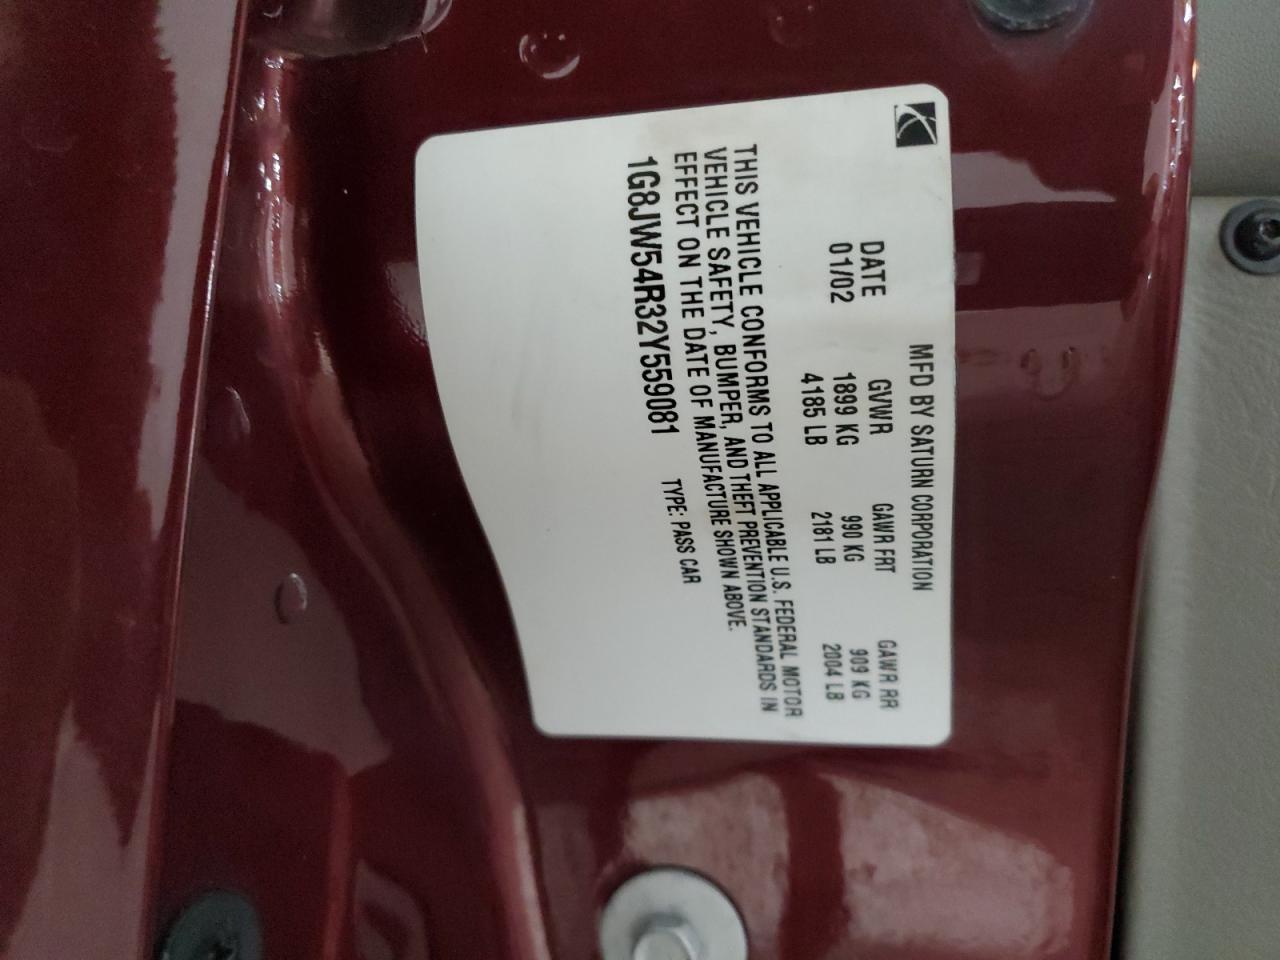 MFD BY SATURN CORPORATION
DATE GVWR GAWR FRT GAWR RR
01/02 1899 KG 990 KG 909 KG
4185 LB 2181 LB 2004 LB
THIS VEHICLE CONFORMS TO ALL APPLICABLE U.S. FEDERAL MOTOR
VEHICLE SAFETY, BUMPER, AND THEFT PREVENTION STANDARDS IN
EFFECT ON THE DATE OF MANUFACTURE SHOWN ABOVE.
1G8JW54R32Y559081 TYPE: PASS CAR